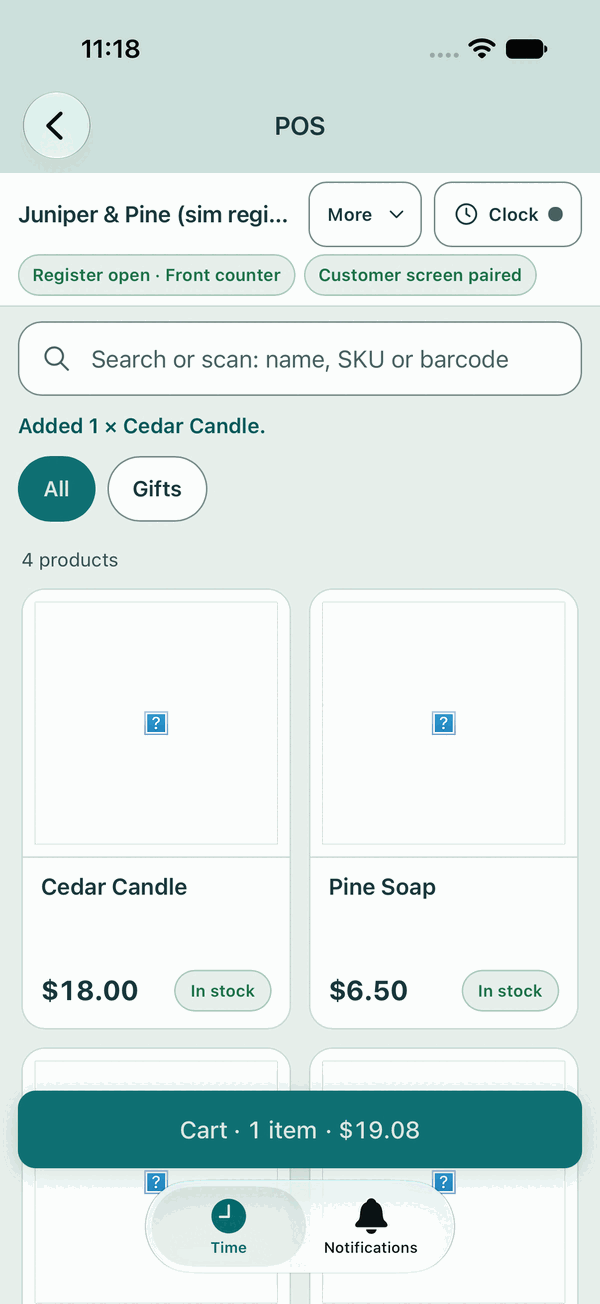 11:18
POS
Juniper & Pine (sim regi...
More
Clock
Register open · Front counter
Customer screen paired
Search or scan: name, SKU or barcode
Added 1 × Cedar Candle.
All
Gifts
4 products
?
?
Cedar Candle
Pine Soap
$18.00
In stock
$6.50
In stock
Cart · 1 item · $19.08
?
?
Time
Notifications